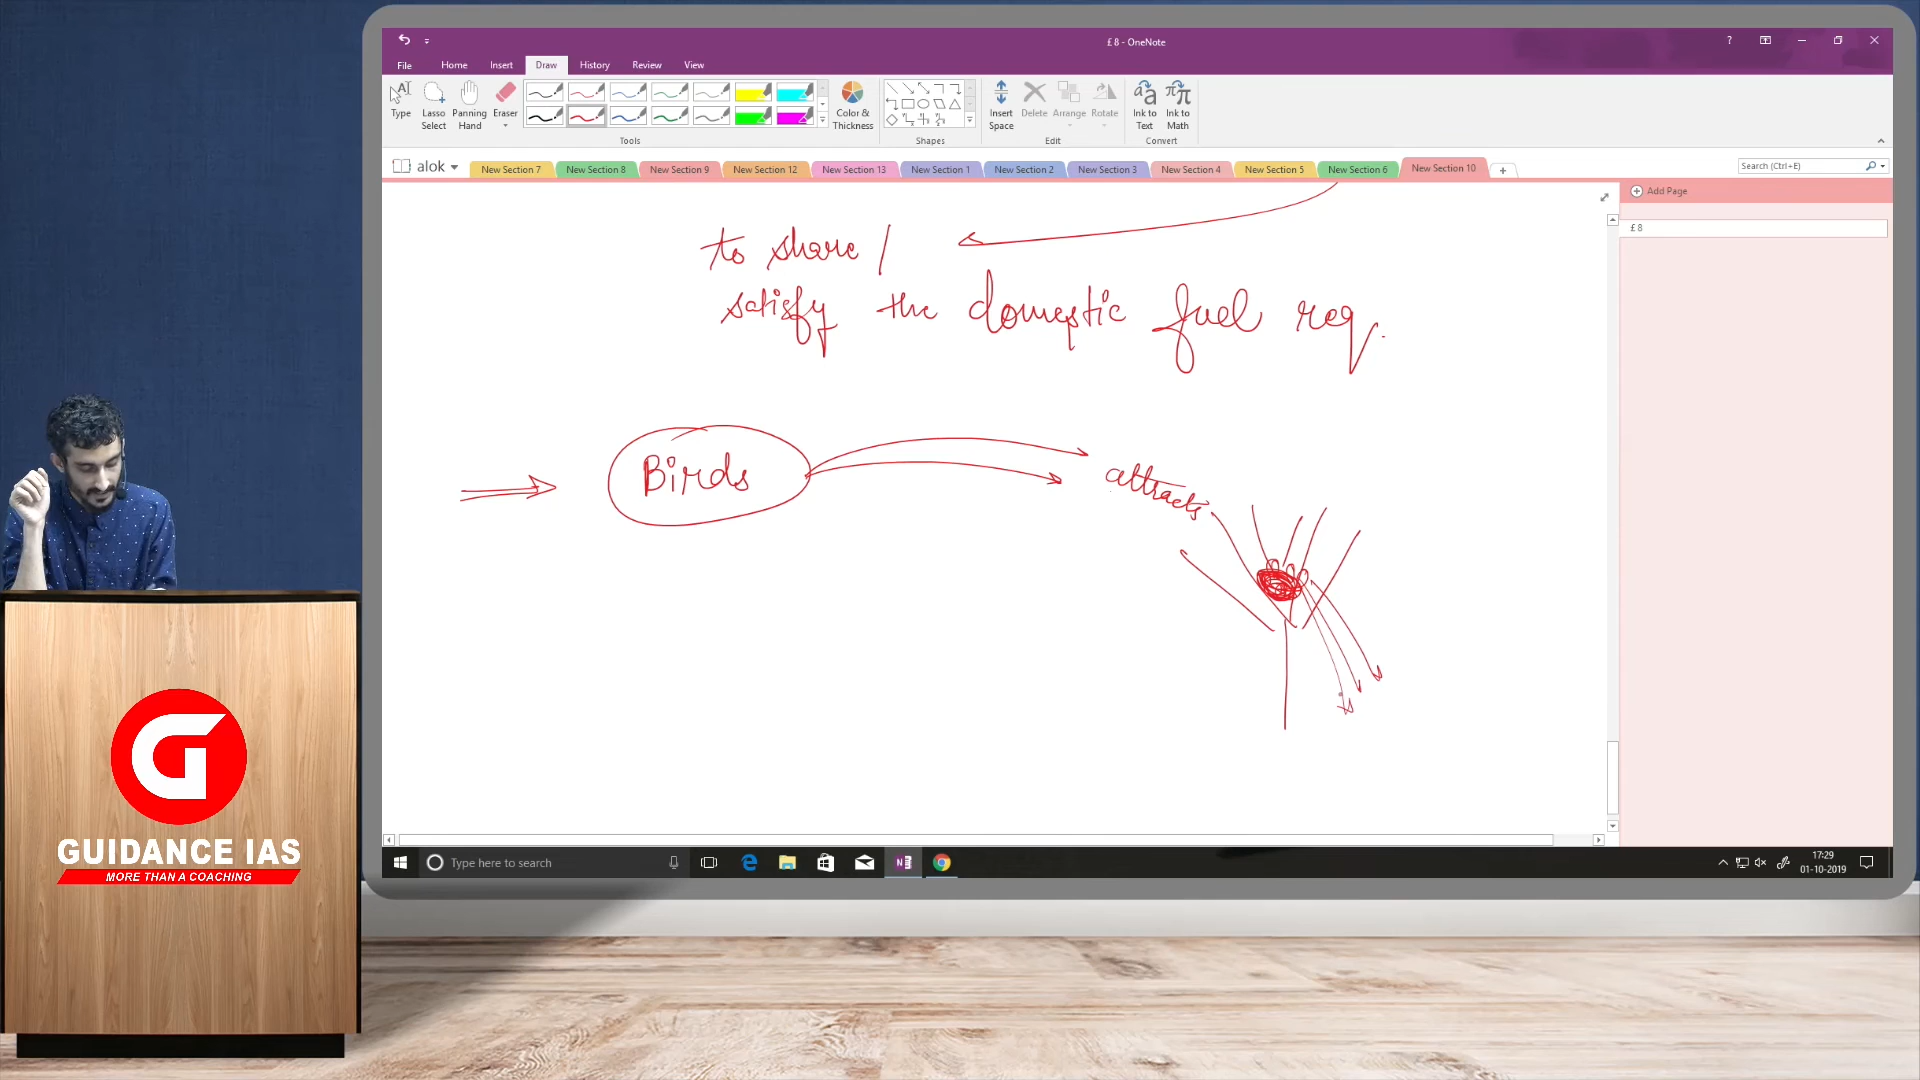 £ 8 - OneNote
File Home Insert Draw History Review View
Type
Lasso Select
Panning Hand
Eraser
Color & Thickness
Insert Space
Delete
Arrange
Rotate
Ink to Text
Ink to Math
Tools
Shapes
Edit
Convert
alok
New Section 7
New Section 8
New Section 9
New Section 12
New Section 13
New Section 1
New Section 2
New Section 3
New Section 4
New Section 5
New Section 6
New Section 10
Search (Ctrl+E)
Add Page
£ 8
to share /
satisfy the domestic fuel req.
Birds
attracts
GUIDANCE IAS
MORE THAN A COACHING
Type here to search
17:29
01-10-2019